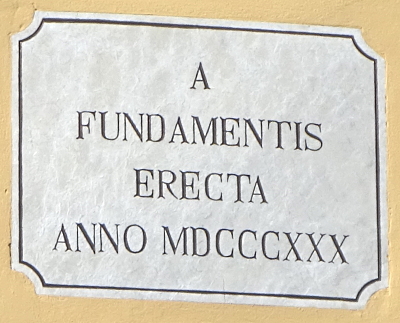 A
FUNDAMENTIS
ERECTA
ANNO MDCCCXXX